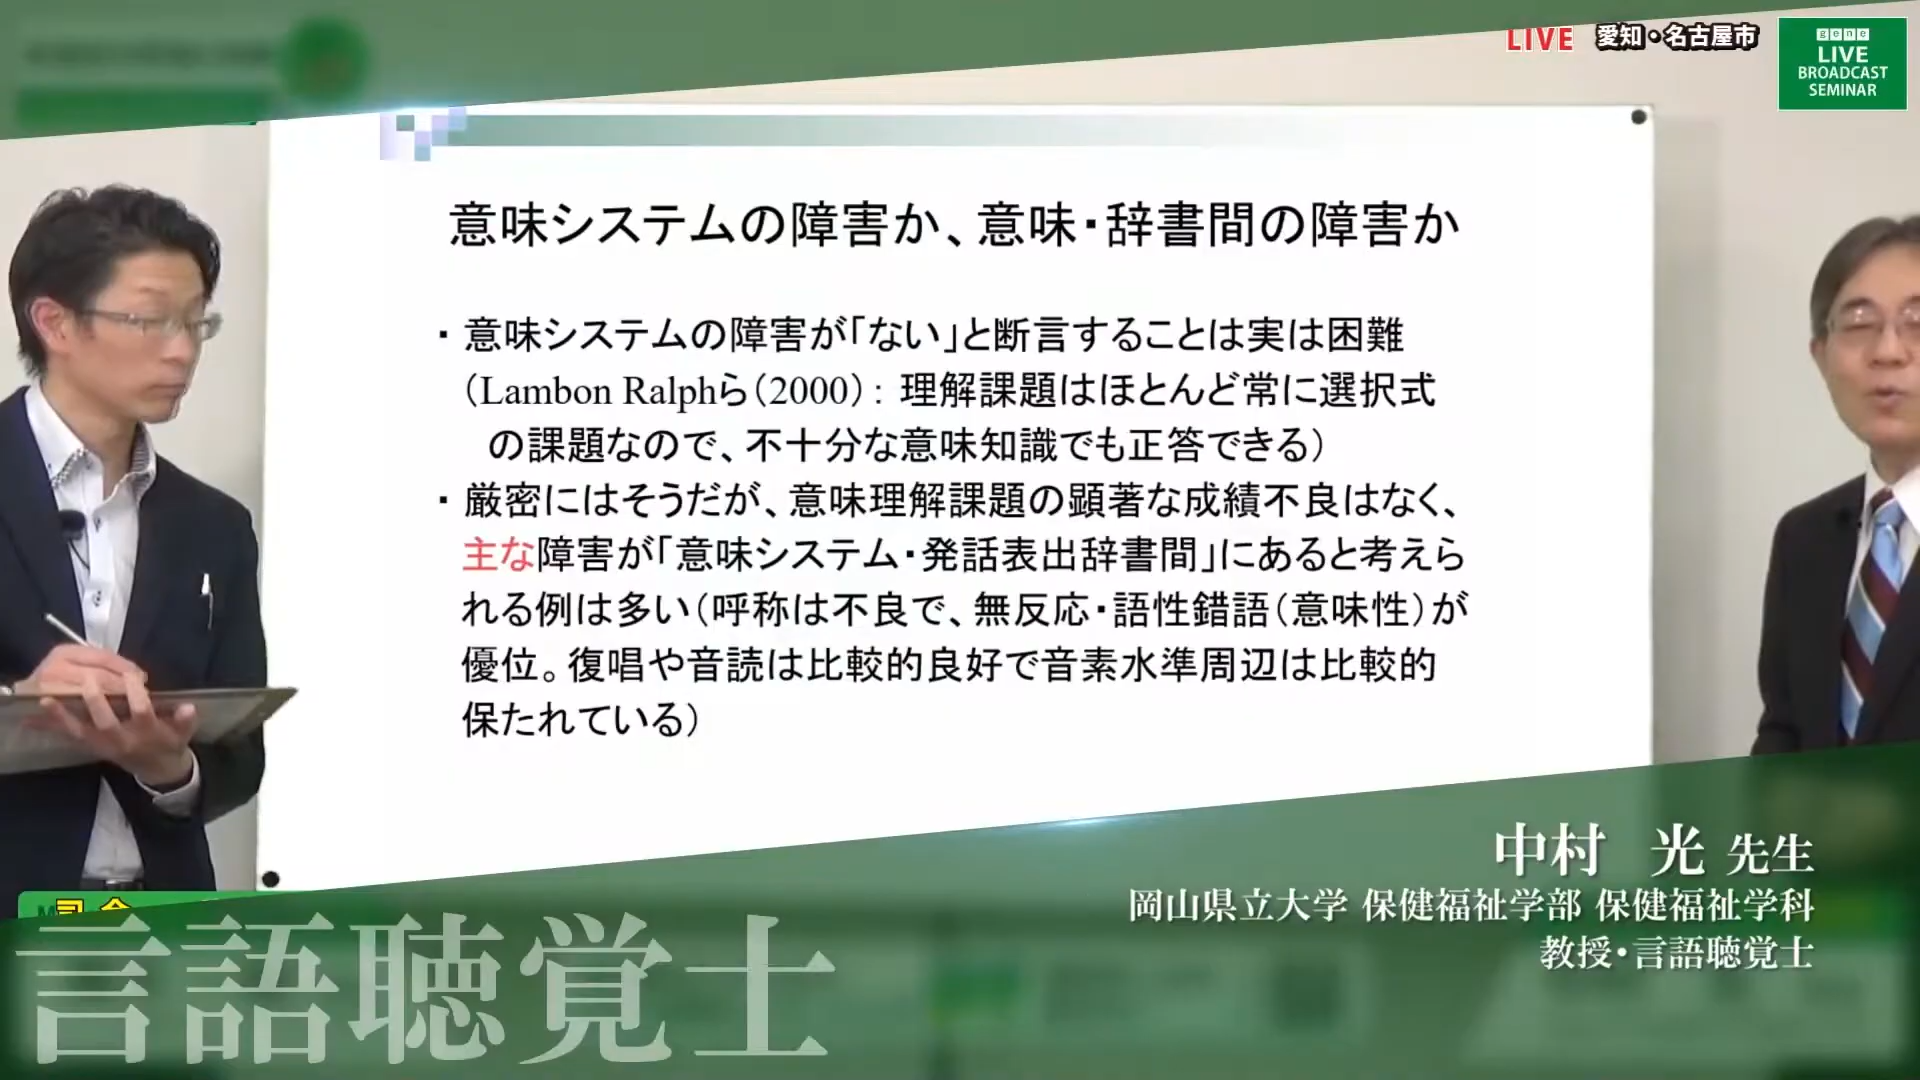 LIVE 愛知・名古屋市
gene
LIVE
BROADCAST
SEMINAR
意味システムの障害か、意味・辞書間の障害か
・意味システムの障害が「ない」と断言することは実は困難
（Lambon Ralphら（2000）：理解課題はほとんど常に選択式
の課題なので、不十分な意味知識でも正答できる）
・厳密にはそうだが、意味理解課題の顕著な成績不良はなく、
主な障害が「意味システム・発話表出辞書間」にあると考えら
れる例は多い（呼称は不良で、無反応・語性錯語（意味性）が
優位。復唱や音読は比較的良好で音素水準周辺は比較的
保たれている）
中村 光 先生
岡山県立大学 保健福祉学部 保健福祉学科
教授・言語聴覚士
言語聴覚士